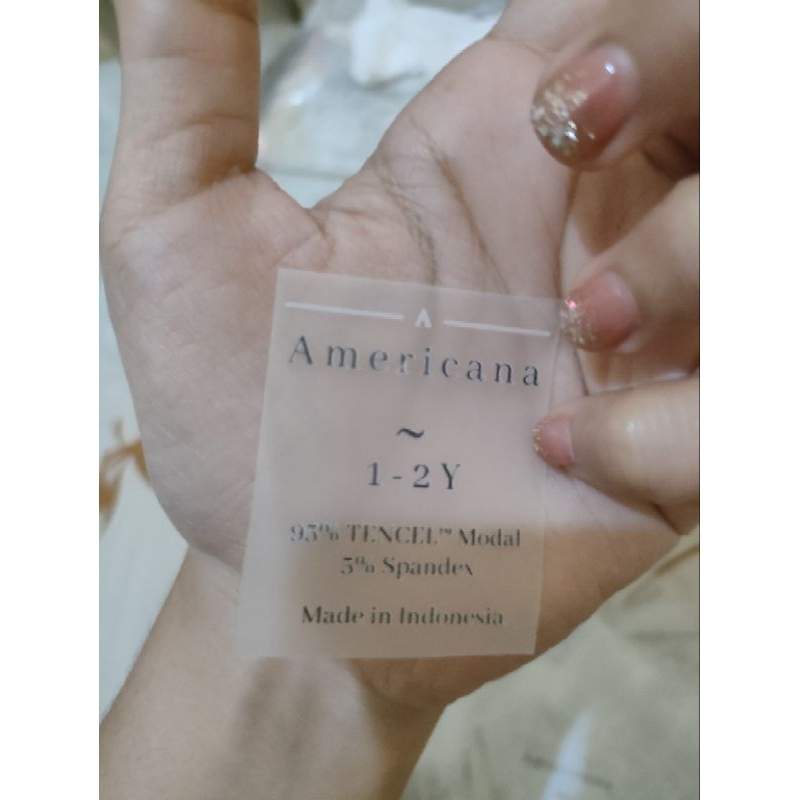 A
Americana
~
1-2Y
95% TENCEL™ Modal
5% Spandex
Made in Indonesia